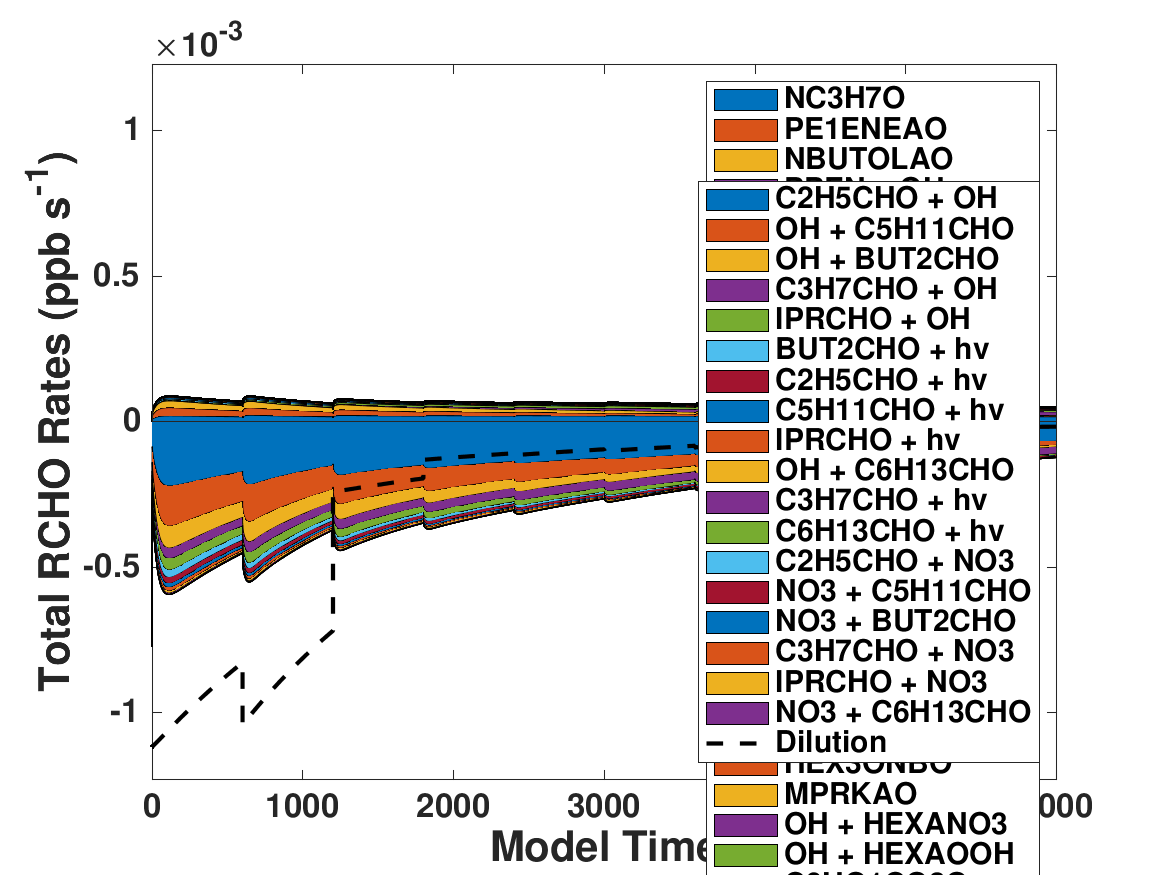 ×10-3
1
0.5
0
-0.5
-1
Total RCHO Rates (ppb s-1)
0
1000
2000
3000
000
Model Time
NC3H7O
PE1ENEAO
NBUTOLAO
C2H5CHO + OH
OH + C5H11CHO
OH + BUT2CHO
C3H7CHO + OH
IPRCHO + OH
BUT2CHO + hv
C2H5CHO + hv
C5H11CHO + hv
IPRCHO + hv
OH + C6H13CHO
C3H7CHO + hv
C6H13CHO + hv
C2H5CHO + NO3
NO3 + C5H11CHO
NO3 + BUT2CHO
C3H7CHO + NO3
IPRCHO + NO3
NO3 + C6H13CHO
Dilution
HEX3ONBO
MPRKAO
OH + HEXANO3
OH + HEXAOOH